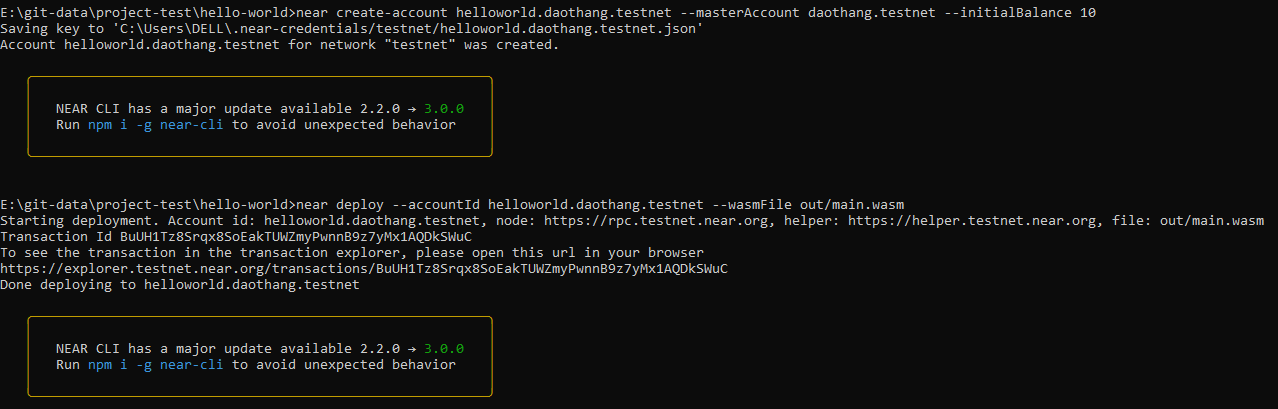 E:\git-data\project-test\hello-world>near create-account helloworld.daothang.testnet --masterAccount daothang.testnet --initialBalance 10
Saving key to 'C:\Users\DELL\.near-credentials/testnet/helloworld.daothang.testnet.json'
Account helloworld.daothang.testnet for network "testnet" was created.
NEAR CLI has a major update available 2.2.0 → 3.0.0
Run npm i -g near-cli to avoid unexpected behavior
E:\git-data\project-test\hello-world>near deploy --accountId helloworld.daothang.testnet --wasmFile out/main.wasm
Starting deployment. Account id: helloworld.daothang.testnet, node: https://rpc.testnet.near.org, helper: https://helper.testnet.near.org, file: out/main.wasm
Transaction Id BuUH1Tz8Srqx8SoEakTUWZmyPwnnB9z7yMx1AQDkSWuC
To see the transaction in the transaction explorer, please open this url in your browser
https://explorer.testnet.near.org/transactions/BuUH1Tz8Srqx8SoEakTUWZmyPwnnB9z7yMx1AQDkSWuC
Done deploying to helloworld.daothang.testnet
NEAR CLI has a major update available 2.2.0 → 3.0.0
Run npm i -g near-cli to avoid unexpected behavior